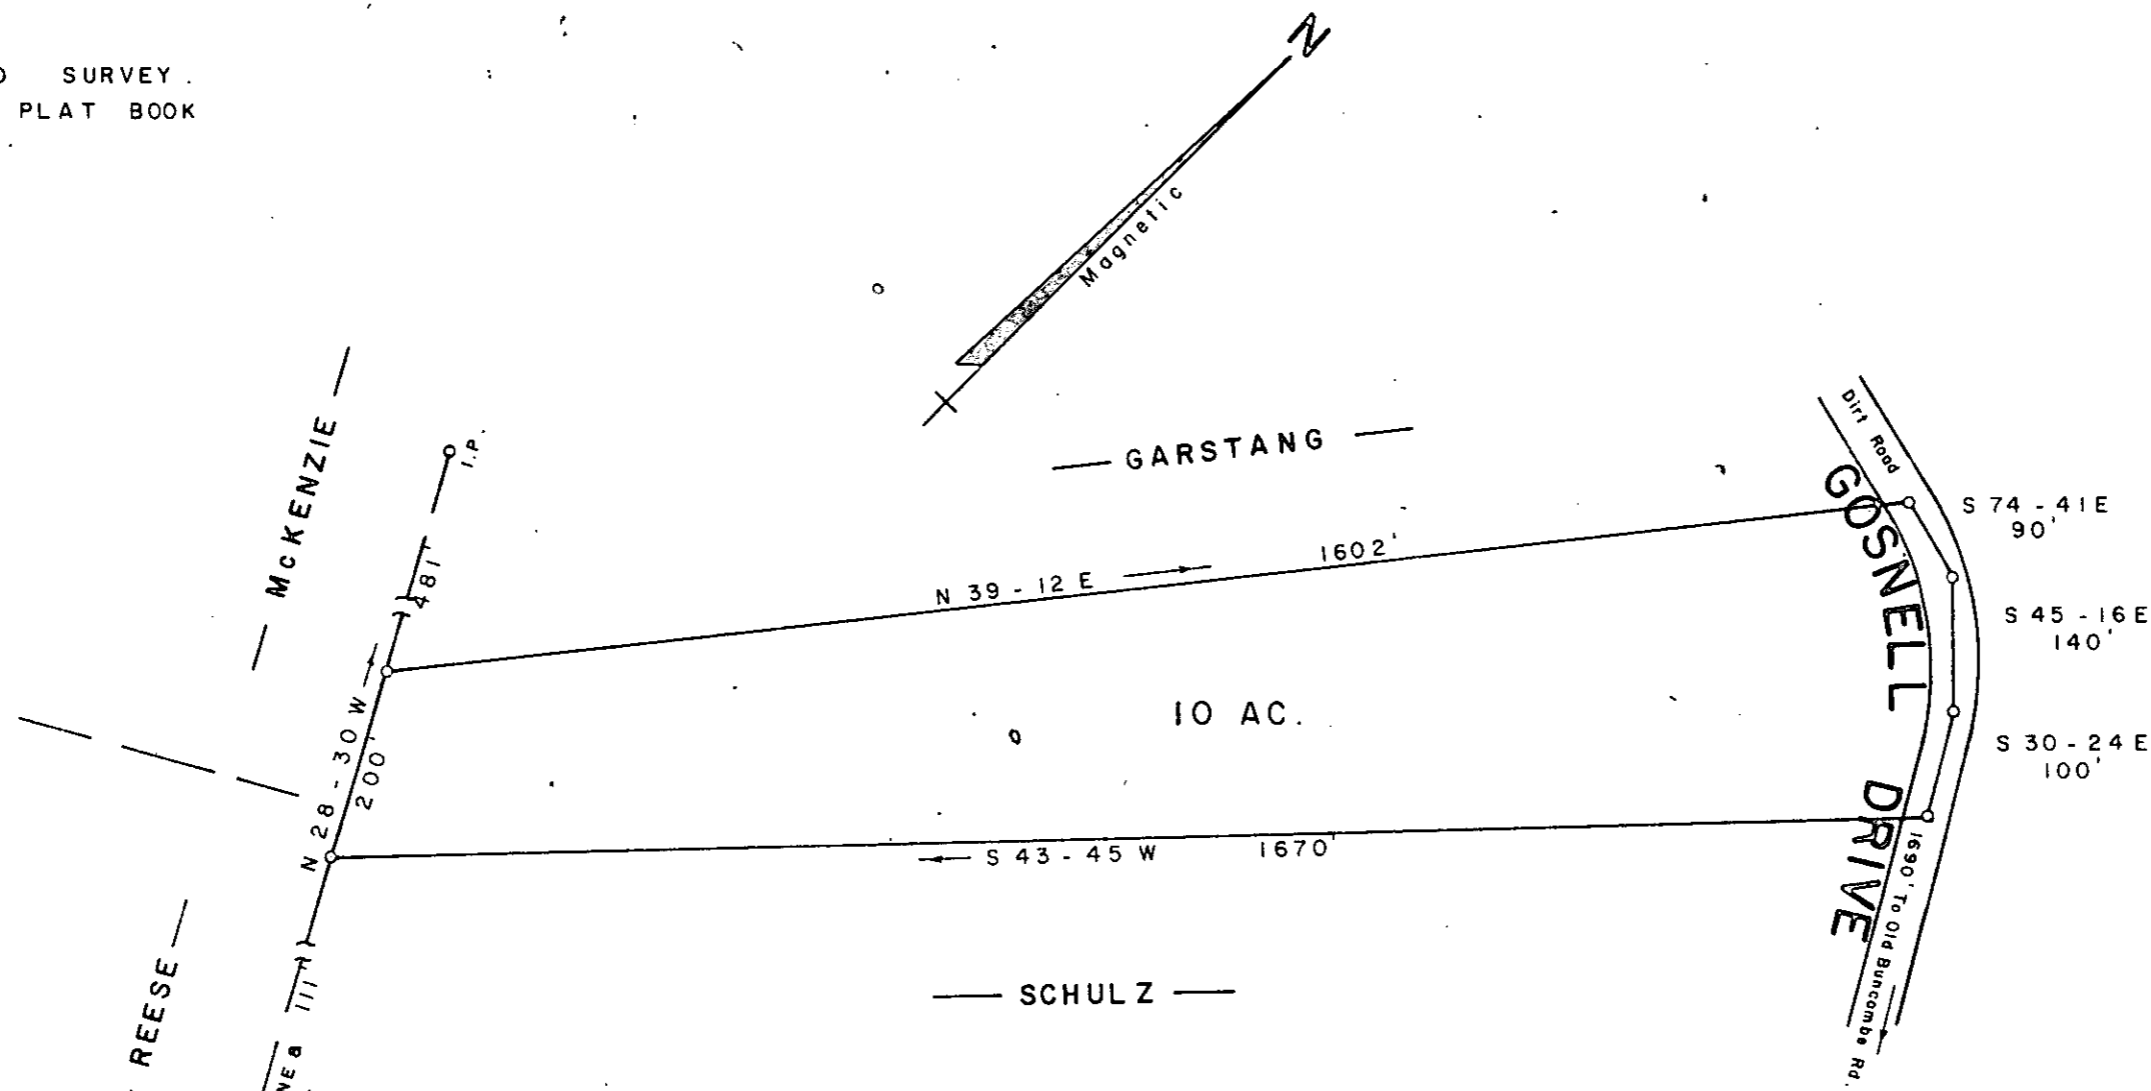 SURVEY.
PLAT BOOK
N
Magnetic
McKENZIE
I.P.
481'
GARSTANG
Dirt Road
GOSNELL DRIVE
S 74 - 41 E
90'
N 39 - 12 E
1602'
S 45 - 16 E
140'
N 28 - 30 W
200'
10 AC.
S 30 - 24 E
100'
S 43 - 45 W
1670'
1690' To Old Buncombe Rd.
REESE
111'
SCHULZ